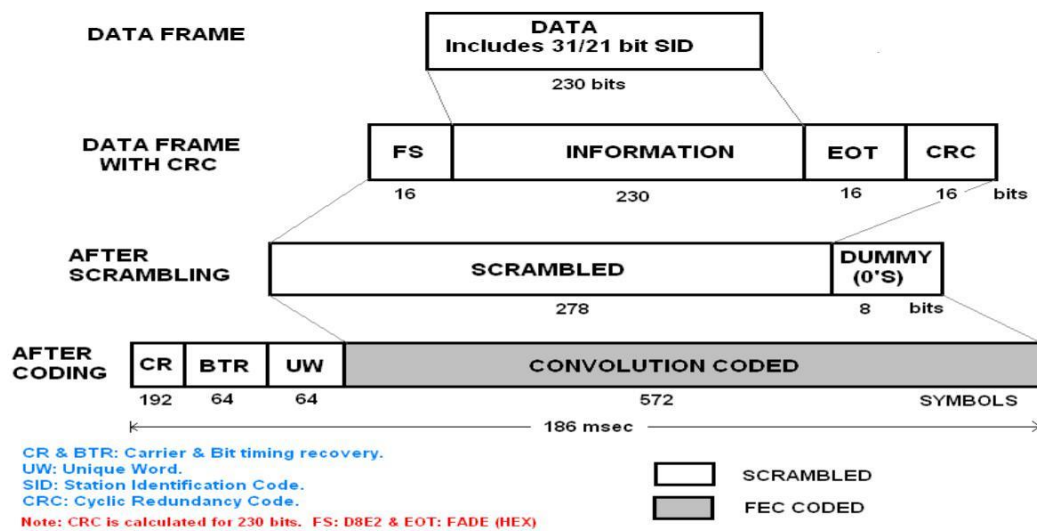 DATA FRAME
DATA
Includes 31/21 bit SID
230 bits
DATA FRAME
WITH CRC
FS
INFORMATION
EOT
CRC
16
230
16
16
bits
AFTER
SCRAMBLING
SCRAMBLED
DUMMY
(0'S)
278
8
bits
AFTER
CODING
CR
BTR
UW
CONVOLUTION CODED
192
64
64
572
SYMBOLS
186 msec
CR & BTR: Carrier & Bit timing recovery.
UW: Unique Word.
SID: Station Identification Code.
CRC: Cyclic Redundancy Code.
Note: CRC is calculated for 230 bits. FS: D8E2 & EOT: FADE (HEX)
SCRAMBLED
FEC CODED